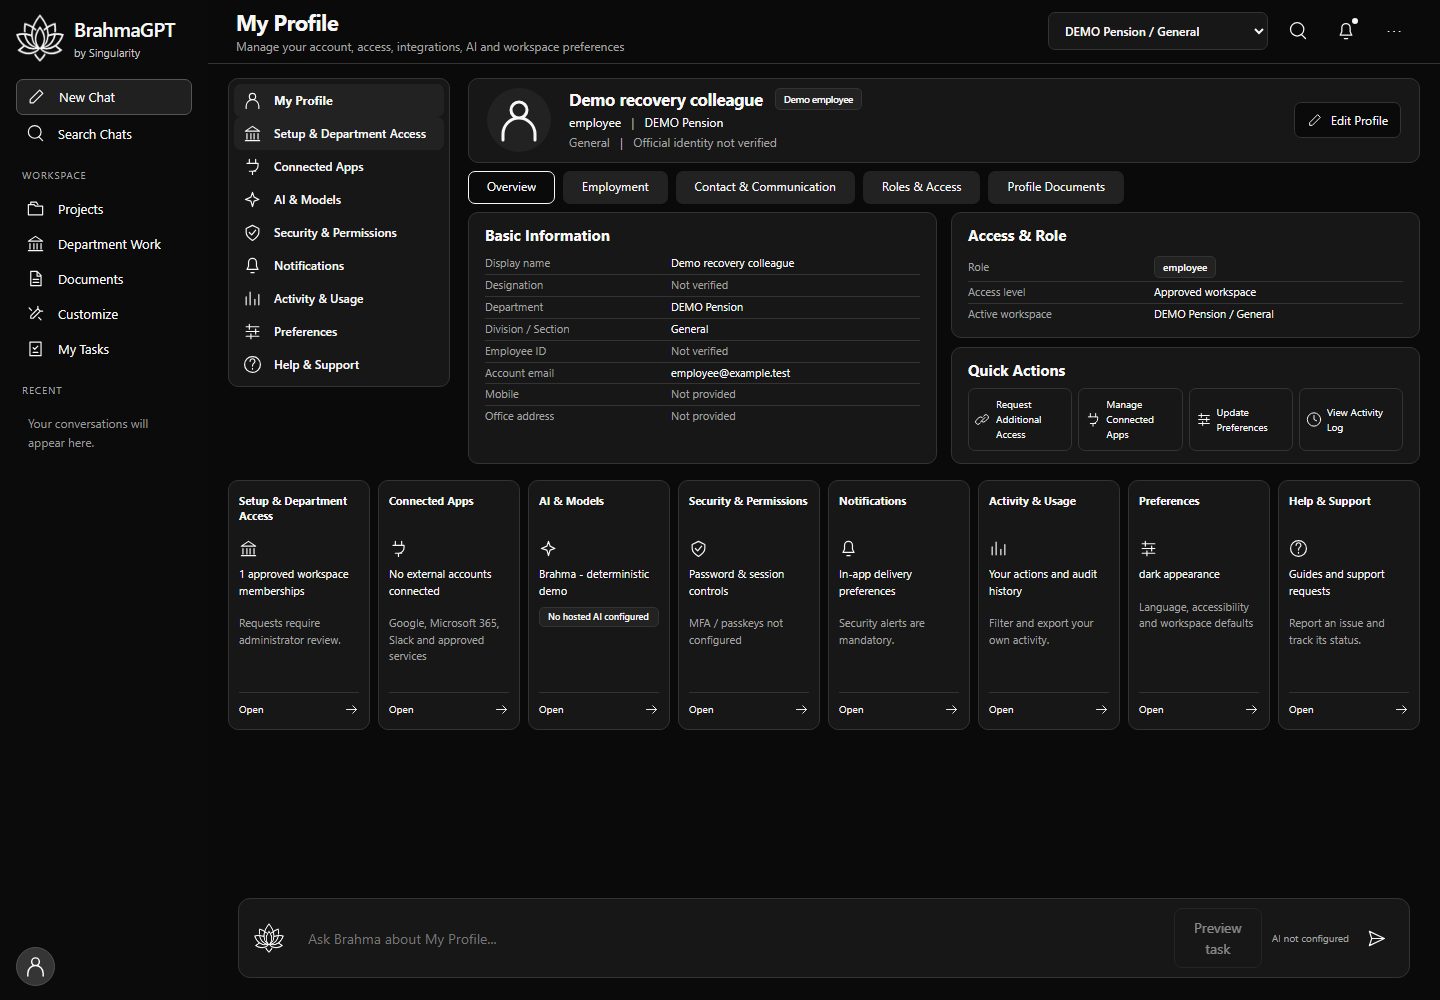 BrahmaGPT
by Singularity
New Chat
Search Chats
WORKSPACE
Projects
Department Work
Documents
Customize
My Tasks
RECENT
Your conversations will
appear here.
My Profile
Manage your account, access, integrations, AI and workspace preferences
DEMO Pension / General
My Profile
Setup & Department Access
Connected Apps
AI & Models
Security & Permissions
Notifications
Activity & Usage
Preferences
Help & Support
Demo recovery colleague Demo employee
employee | DEMO Pension
General | Official identity not verified
Edit Profile
Overview Employment Contact & Communication Roles & Access Profile Documents
Basic Information
Display name Demo recovery colleague
Designation Not verified
Department DEMO Pension
Division / Section General
Employee ID Not verified
Account email employee@example.test
Mobile Not provided
Office address Not provided
Access & Role
Role employee
Access level Approved workspace
Active workspace DEMO Pension / General
Quick Actions
Request
Additional
Access
Manage
Connected
Apps
Update
Preferences
View Activity
Log
Setup & Department
Access
1 approved workspace
memberships
Requests require
administrator review.
Open
Connected Apps
No external accounts
connected
Google, Microsoft 365,
Slack and approved
services
Open
AI & Models
Brahma - deterministic
demo
No hosted AI configured
Open
Security & Permissions
Password & session
controls
MFA / passkeys not
configured
Open
Notifications
In-app delivery
preferences
Security alerts are
mandatory.
Open
Activity & Usage
Your actions and audit
history
Filter and export your
own activity.
Open
Preferences
dark appearance
Language, accessibility
and workspace defaults
Open
Help & Support
Guides and support
requests
Report an issue and
track its status.
Open
Ask Brahma about My Profile...
Preview
task
AI not configured